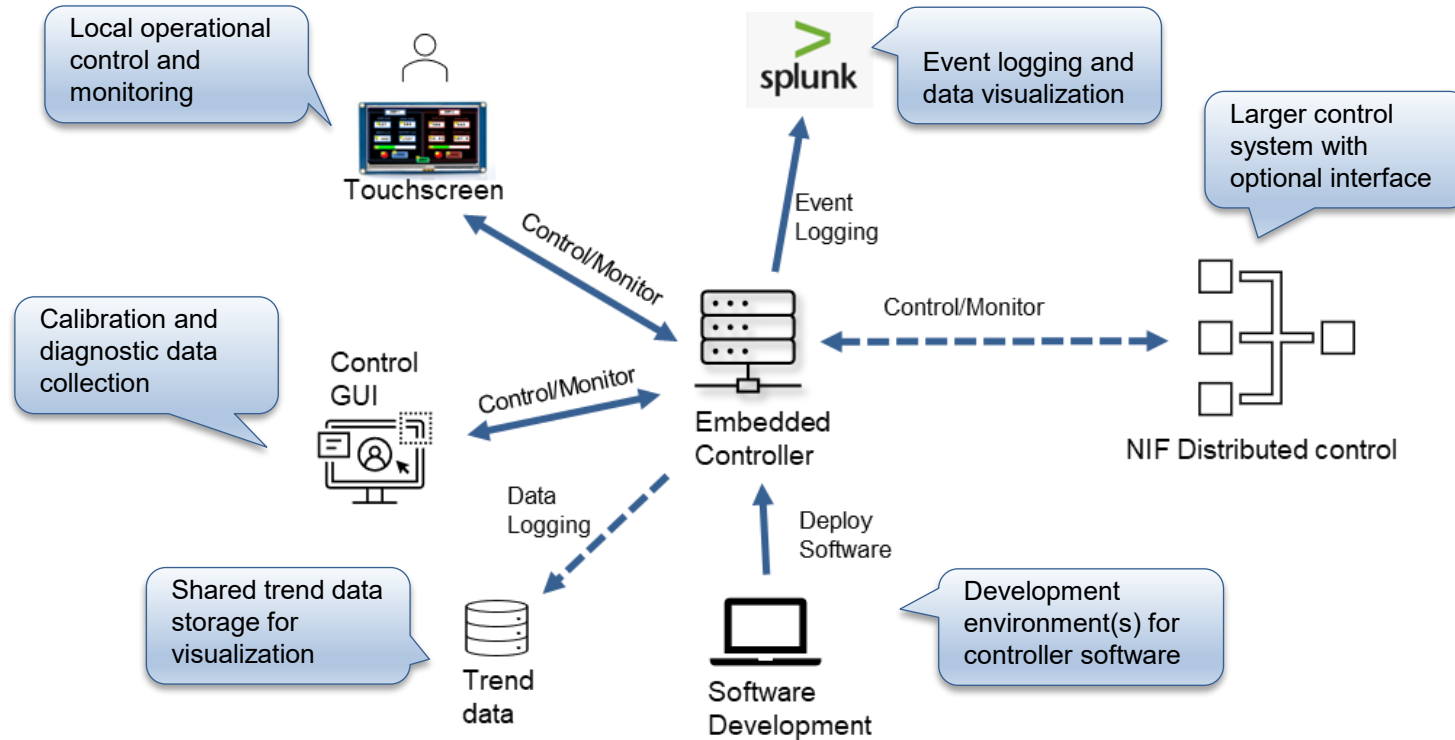 Local operational
control and
monitoring
Touchscreen
splunk
Event logging and
data visualization
Larger control
system with
optional interface
Event
Logging
Control/Monitor
Control/Monitor
NIF Distributed control
Calibration and
diagnostic data
collection
Control
GUI
Control/Monitor
Embedded
Controller
Data
Logging
Deploy
Software
Shared trend data
storage for
visualization
Trend
data
Software
Development
Development
environment(s) for
controller software